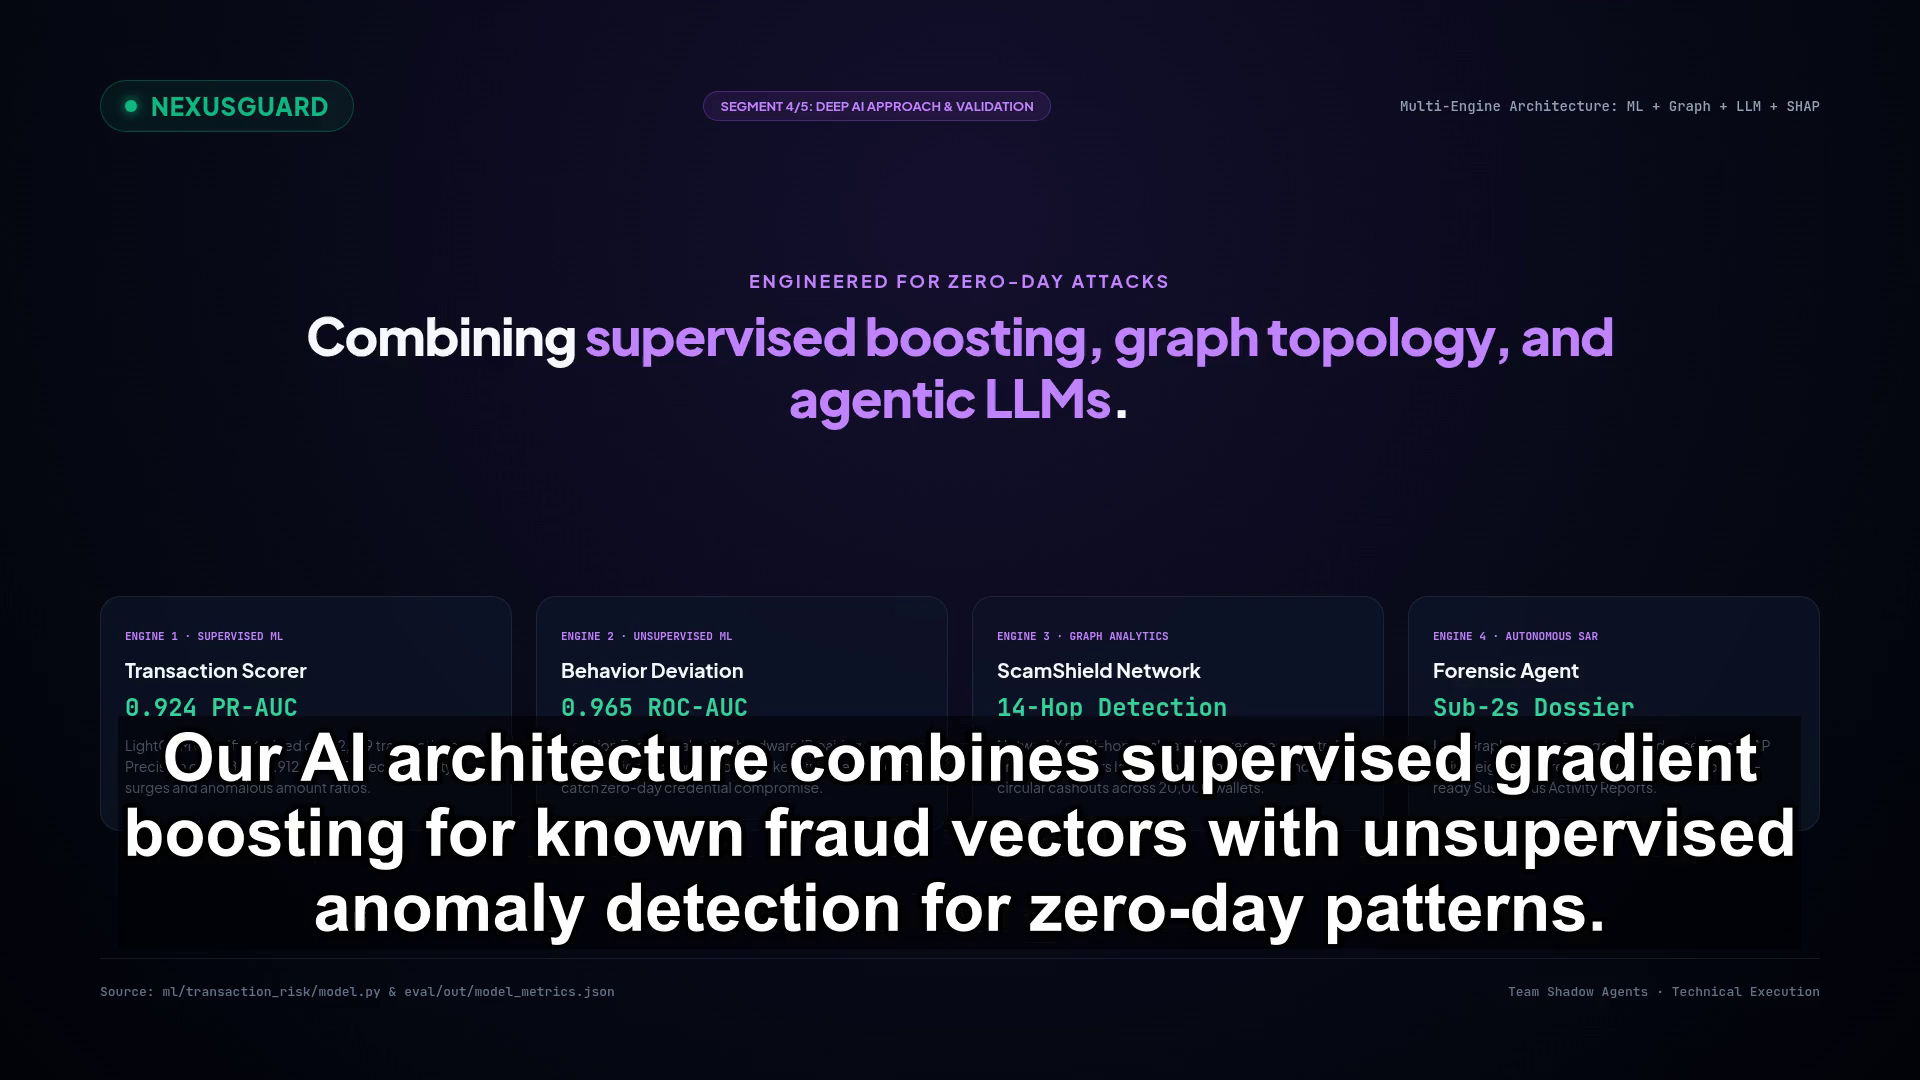 NEXUSGUARD
SEGMENT 4/5: DEEP AI APPROACH & VALIDATION
Multi-Engine Architecture: ML + Graph + LLM + SHAP
ENGINEERED FOR ZERO-DAY ATTACKS
Combining supervised boosting, graph topology, and
agentic LLMs.
ENGINE 1 · SUPERVISED ML
Transaction Scorer
0.924 PR-AUC
surges and anomalous amount ratios.
ENGINE 2 · UNSUPERVISED ML
Behavior Deviation
0.965 ROC-AUC
catch zero-day credential compromise.
ENGINE 3 · GRAPH ANALYTICS
ScamShield Network
14-Hop Detection
circular cashouts across wallets.
ENGINE 4 · AUTONOMOUS SAR
Forensic Agent
Sub-2s Dossier
ready Activity Reports.
Our AI architecture combines supervised gradient
boosting for known fraud vectors with unsupervised
anomaly detection for zero-day patterns.
Source: ml/transaction_risk/model.py & eval/out/model_metrics.json
Team Shadow Agents · Technical Execution